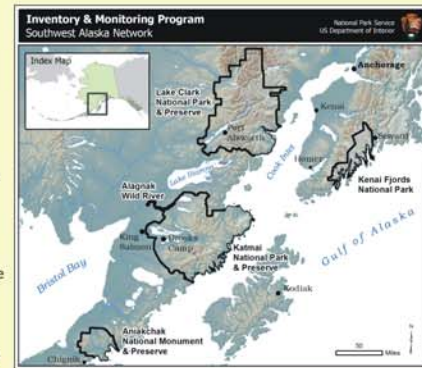 Inventory & Monitoring Program
Southwest Alaska Network
National Park Service
US Department of Interior
Index Map
Anchorage
Lake Clark
National Park
& Preserve
Kenai
Port
Alsworth
Seward
Cook Inlet
Homer
Lake Iliamna
Kenai Fjords
National Park
Alagnak
Wild River
King
Salmon
Brooks
Camp
Katmai
National Park
& Preserve
Gulf of Alaska
Bristol Bay
Kodiak
Aniakchak
National Monument
& Preserve
Chignik
50
Miles